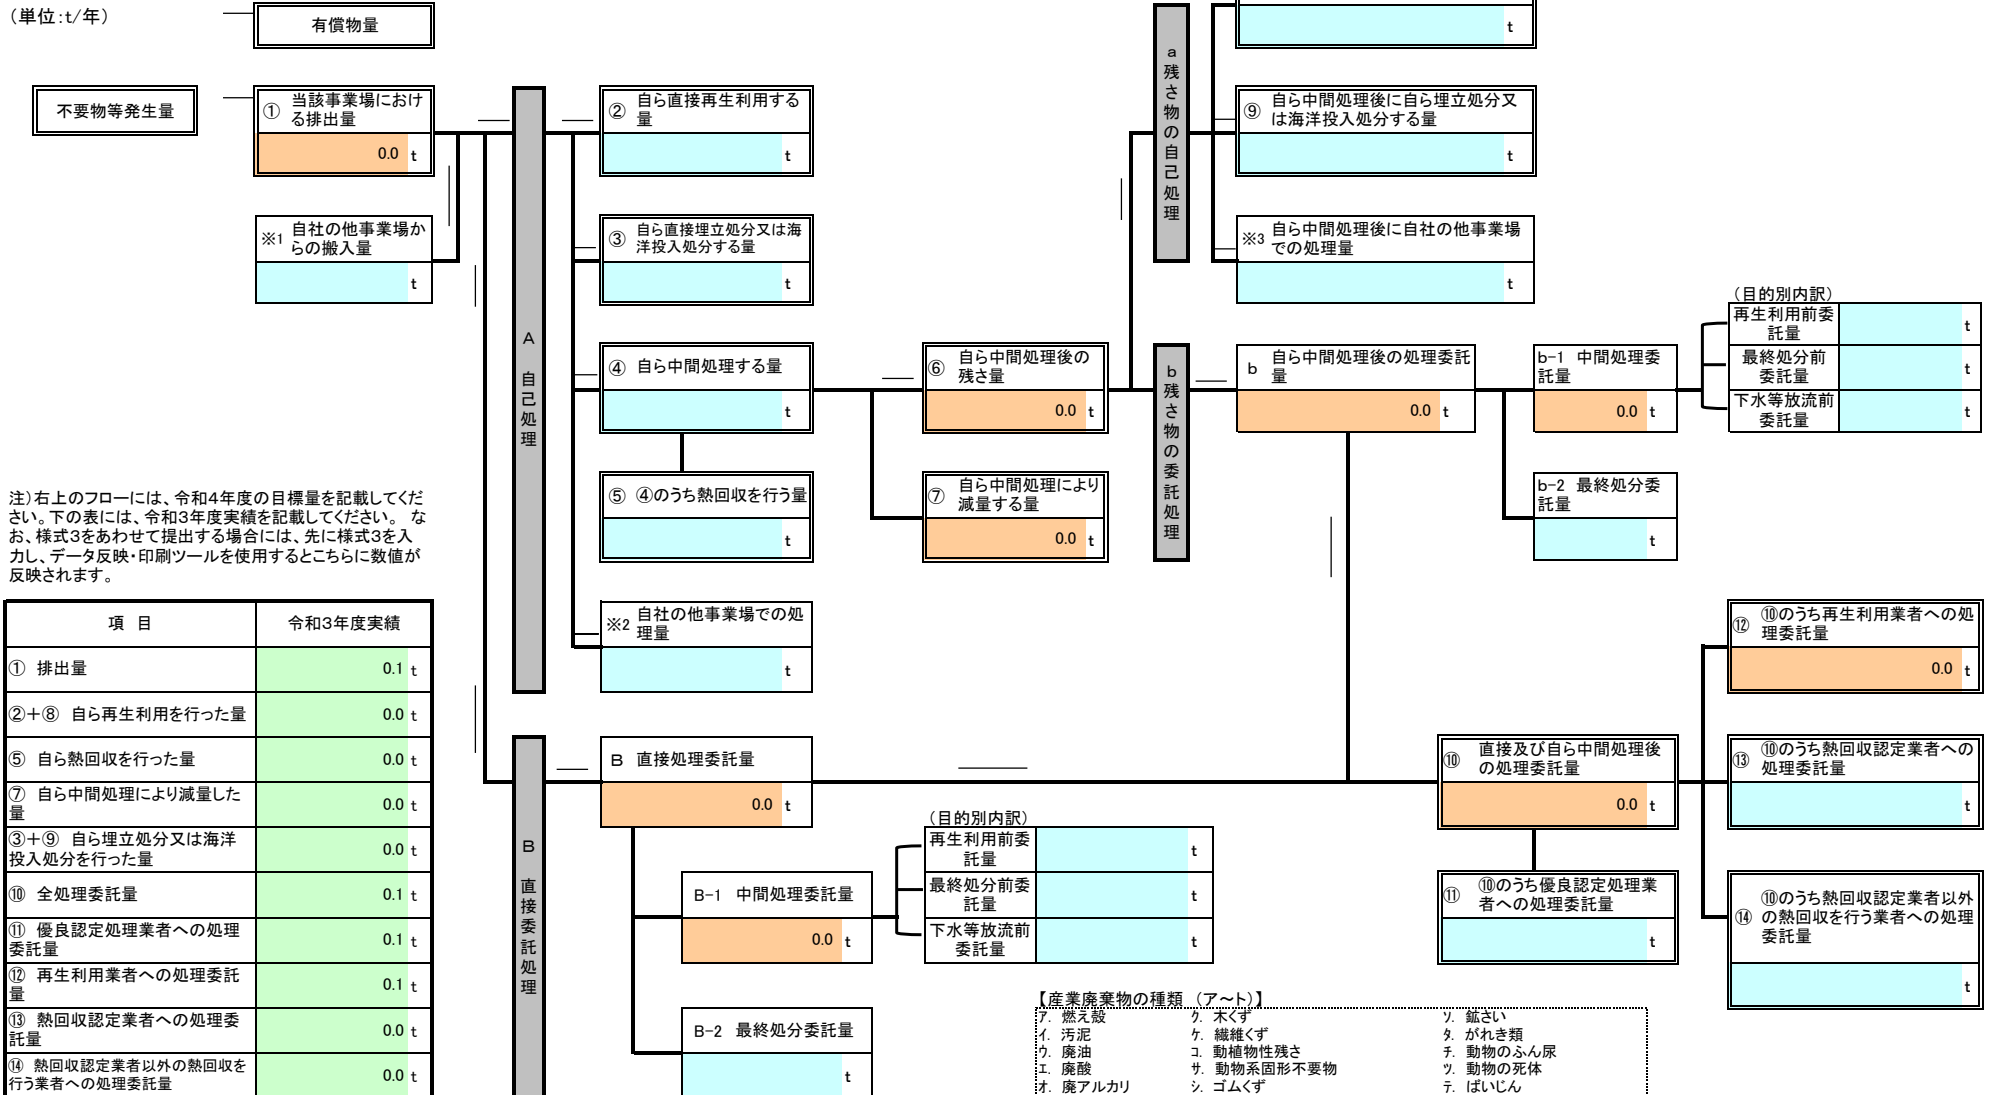 (単位:t/年)
有償物量
t
不要物等発生量
① 当該事業場におけ
る排出量
0.0 t
※1 自社の他事業場か
らの搬入量
t
A 自己処理
② 自ら直接再生利用する
量
t
③ 自ら直接埋立処分又は海
洋投入処分する量
t
④ 自ら中間処理する量
t
⑤ ④のうち熱回収を行う量
t
※2 自社の他事業場での処
理量
t
⑥ 自ら中間処理後の
残さ量
0.0 t
⑦ 自ら中間処理により
減量する量
0.0 t
a 残さ物の自己処理
⑨ 自ら中間処理後に自ら埋立処分又
は海洋投入処分する量
t
※3 自ら中間処理後に自社の他事業場
での処理量
t
b 残さ物の委託処理
b 自ら中間処理後の処理委託
量
0.0 t
b-1 中間処理委
託量
0.0 t
b-2 最終処分委
託量
t
(目的別内訳)
再生利用前委
託量
t
最終処分前
委託量
t
下水等放流前
委託量
t
注)右上のフローには、令和4年度の目標量を記載してくだ
さい。下の表には、令和3年度実績を記載してください。 な
お、様式3をあわせて提出する場合には、先に様式3を入
力し、データ反映・印刷ツールを使用するとこちらに数値が
反映されます。
項 目 令和3年度実績
① 排出量 0.1 t
②+⑧ 自ら再生利用を行った量 0.0 t
⑤ 自ら熱回収を行った量 0.0 t
⑦ 自ら中間処理により減量した
量 0.0 t
③+⑨ 自ら埋立処分又は海洋
投入処分を行った量 0.0 t
⑩ 全処理委託量 0.1 t
⑪ 優良認定処理業者への処理
委託量 0.1 t
⑫ 再生利用業者への処理委託
量 0.1 t
⑬ 熱回収認定業者への処理委
託量 0.0 t
⑭ 熱回収認定業者以外の熱回収を
行う業者への処理委託量 0.0 t
B 直接委託処理
B 直接処理委託量
0.0 t
B-1 中間処理委託量
0.0 t
B-2 最終処分委託量
t
(目的別内訳)
再生利用前委
託量
t
最終処分前委
託量
t
下水等放流前
委託量
t
⑩ 直接及び自ら中間処理後
の処理委託量
0.0 t
⑪ ⑩のうち優良認定処理業
者への処理委託量
t
⑫ ⑩のうち再生利用業者への処
理委託量
0.0 t
⑬ ⑩のうち熱回収認定業者への
処理委託量
t
⑭ ⑩のうち熱回収認定業者以外
の熱回収を行う業者への処理
委託量
t
【産業廃棄物の種類 (ア~ト)】
ア. 燃え殻 ク. 木くず ソ. 鉱さい
イ. 汚泥 ケ. 繊維くず タ. がれき類
ウ. 廃油 コ. 動植物性残さ チ. 動物のふん尿
エ. 廃酸 サ. 動物系固形不要物 ツ. 動物の死体
オ. 廃アルカリ シ. ゴムくず テ. ばいじん